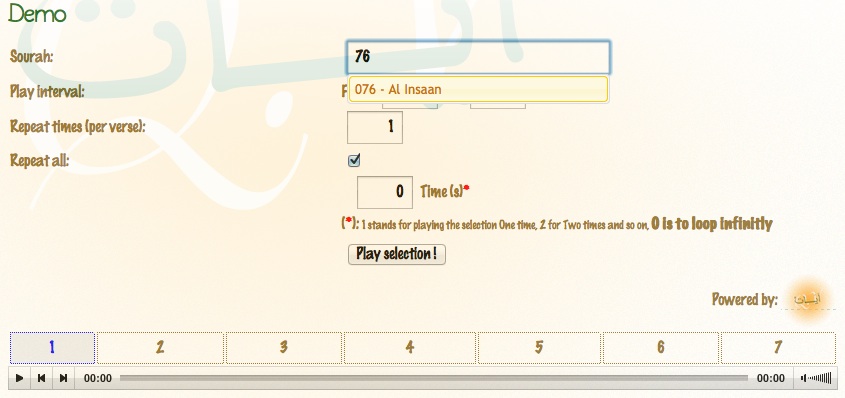 Demo
Sourah: 76
076 - Al Insaan
Play interval: F
Repeat times (per verse): 1
Repeat all:
0 Time (s)*
(*): 1 stands for playing the selection One time, 2 for Two times and so on, 0 is to loop infinitly
Play selection !
Powered by:
1 2 3 4 5 6 7
00:00 00:00